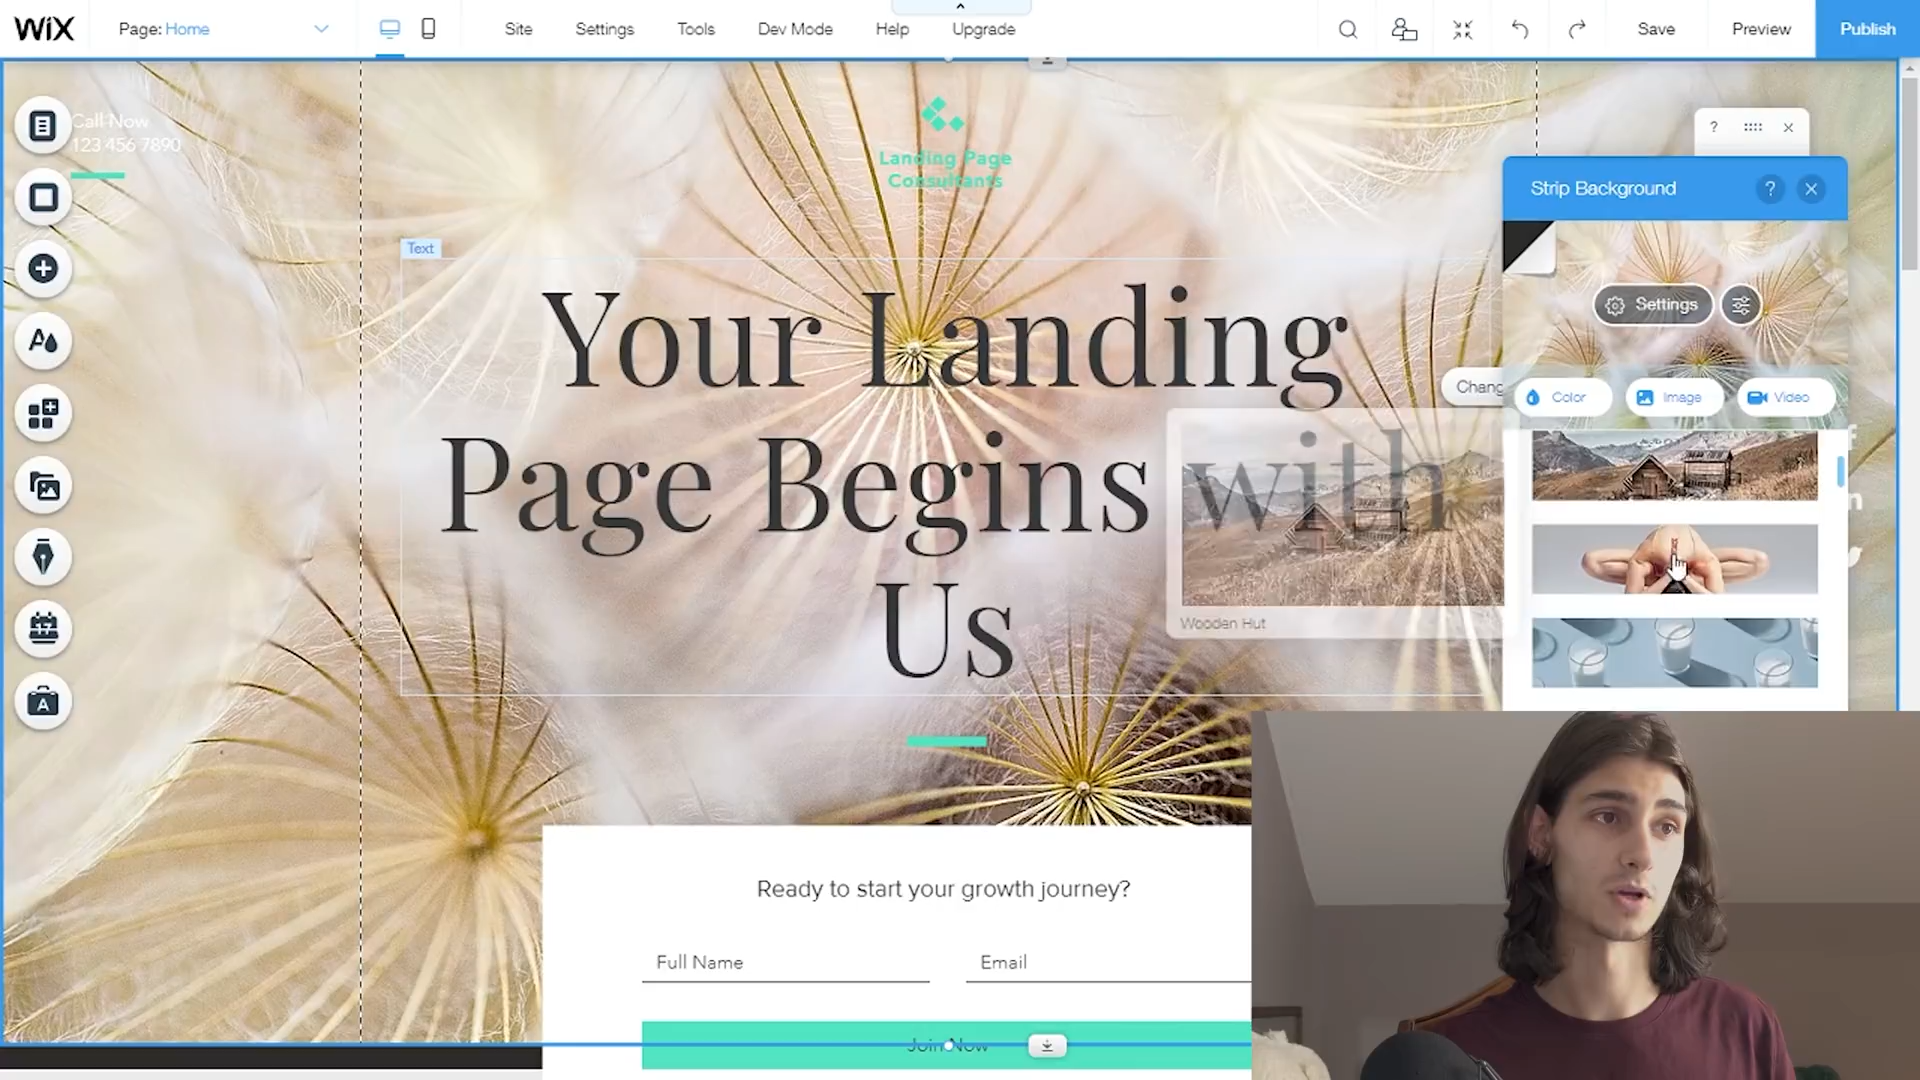 WiX
Page: Home
Site
Settings
Tools
Dev Mode
Help
Upgrade
Save
Preview
Publish
Call Now
123 456 7890
Landing Page
Consultants
?
Strip Background
?
Text
Settings
Your Landing
Page Begins with
Us
Chang
Color
Image
Video
Wooden Hut
17
A
Ready to start your growth journey?
Full Name
Email
Join Now